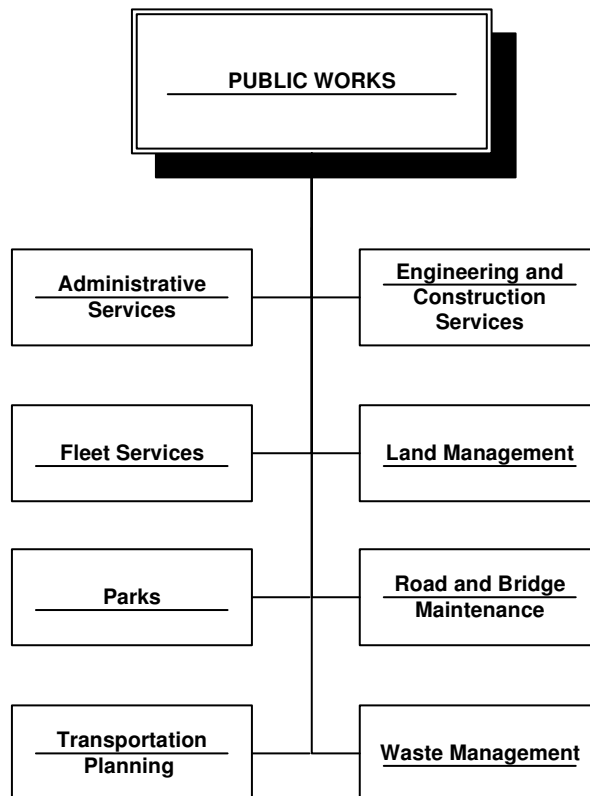 PUBLIC WORKS
Administrative
Services
Engineering and
Construction
Services
Fleet Services
Land Management
Parks
Road and Bridge
Maintenance
Transportation
Planning
Waste Management